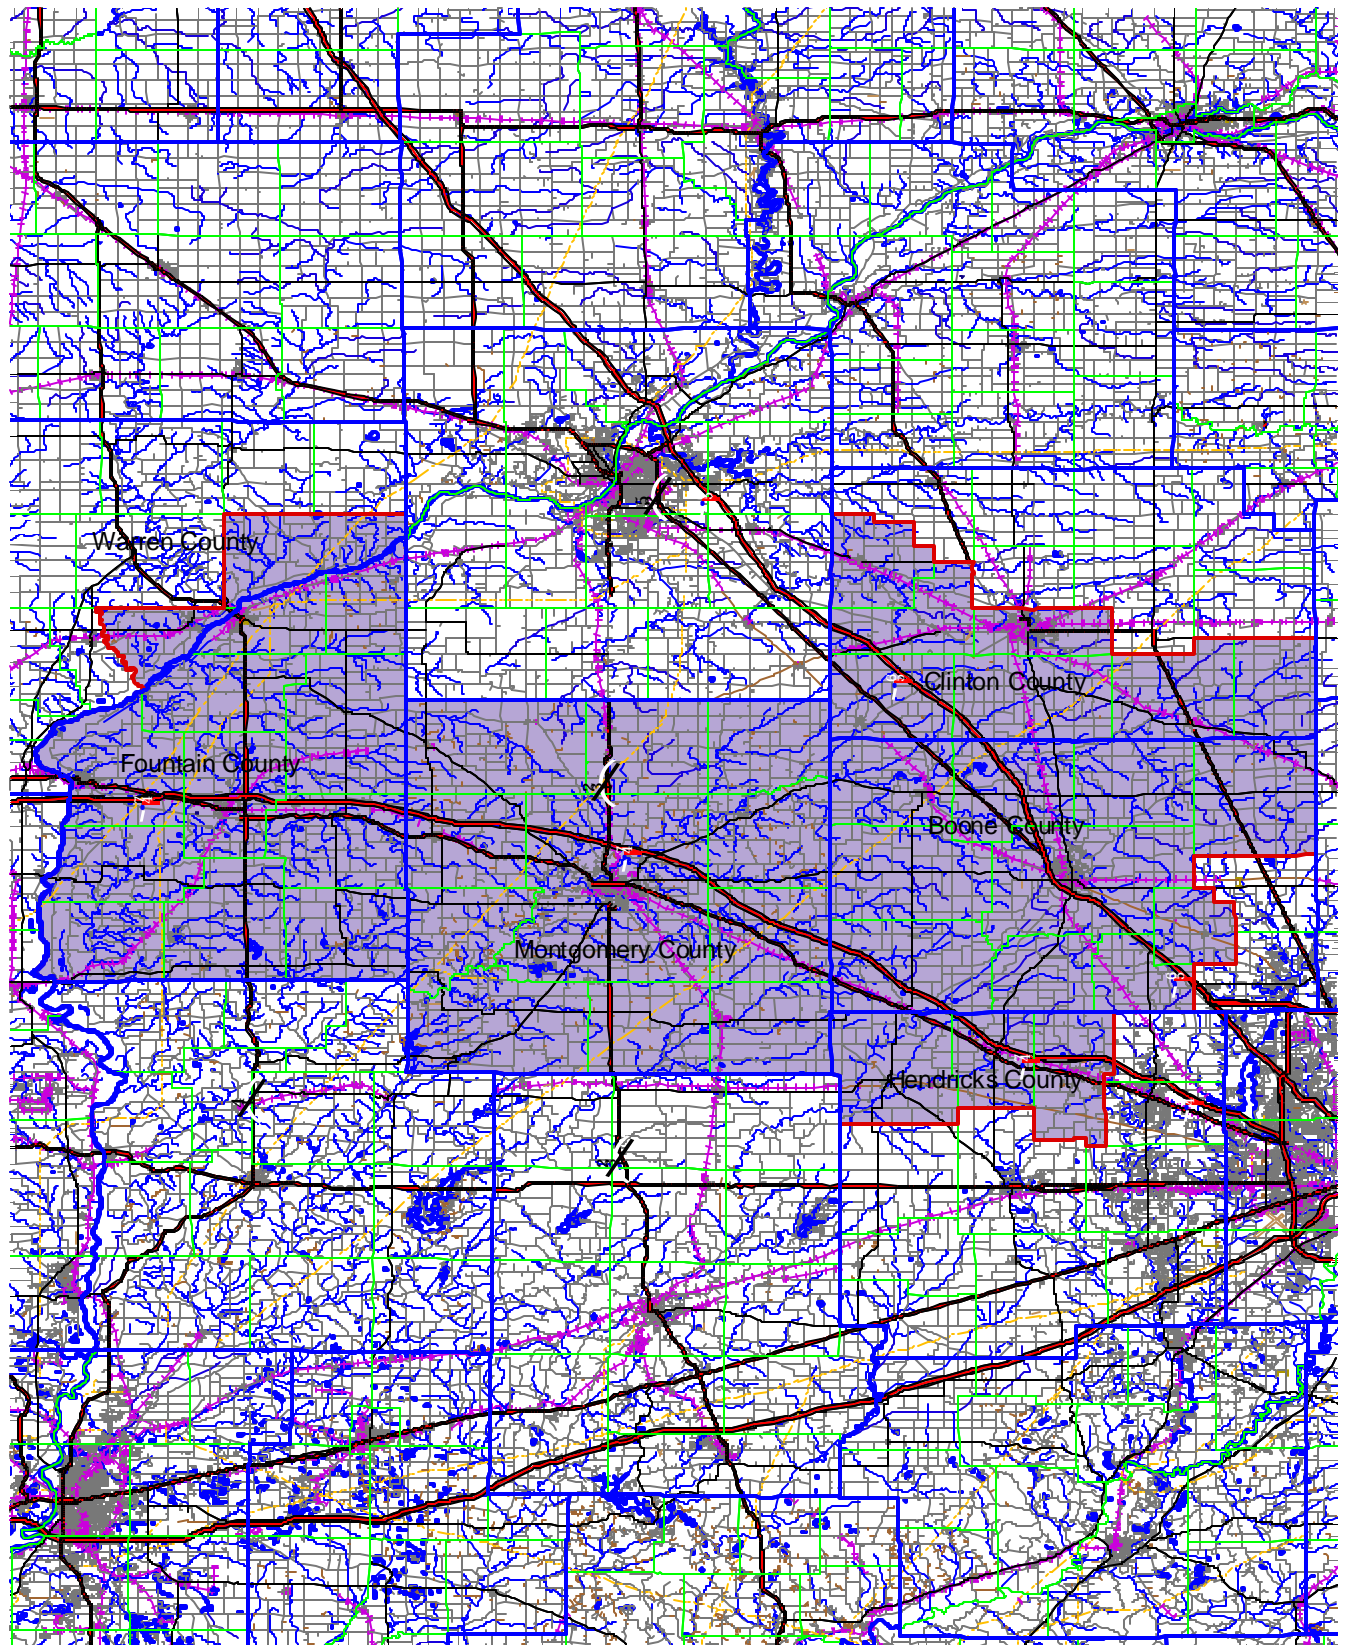 Warren County
Clinton County
Fountain County
Boone County
Montgomery County
Hendricks County